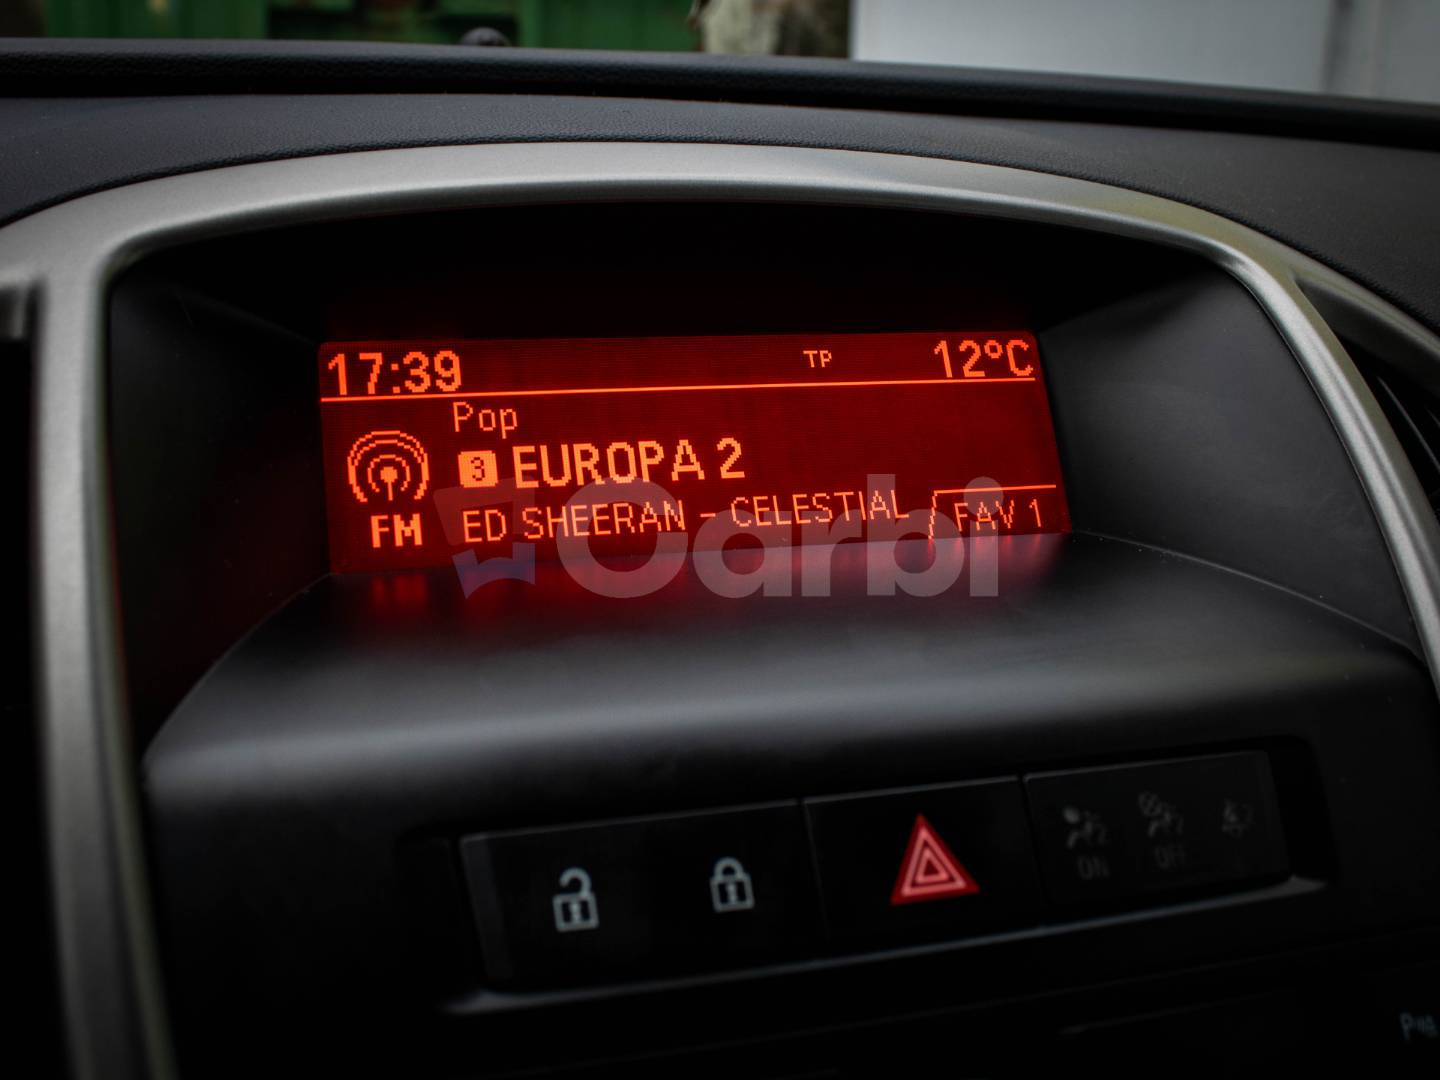 17:39 TP 12°C
Pop
3 EUROPA 2
ED SHEERAN - CELESTIAL
FM FAV 1
Carbi
ON OFF